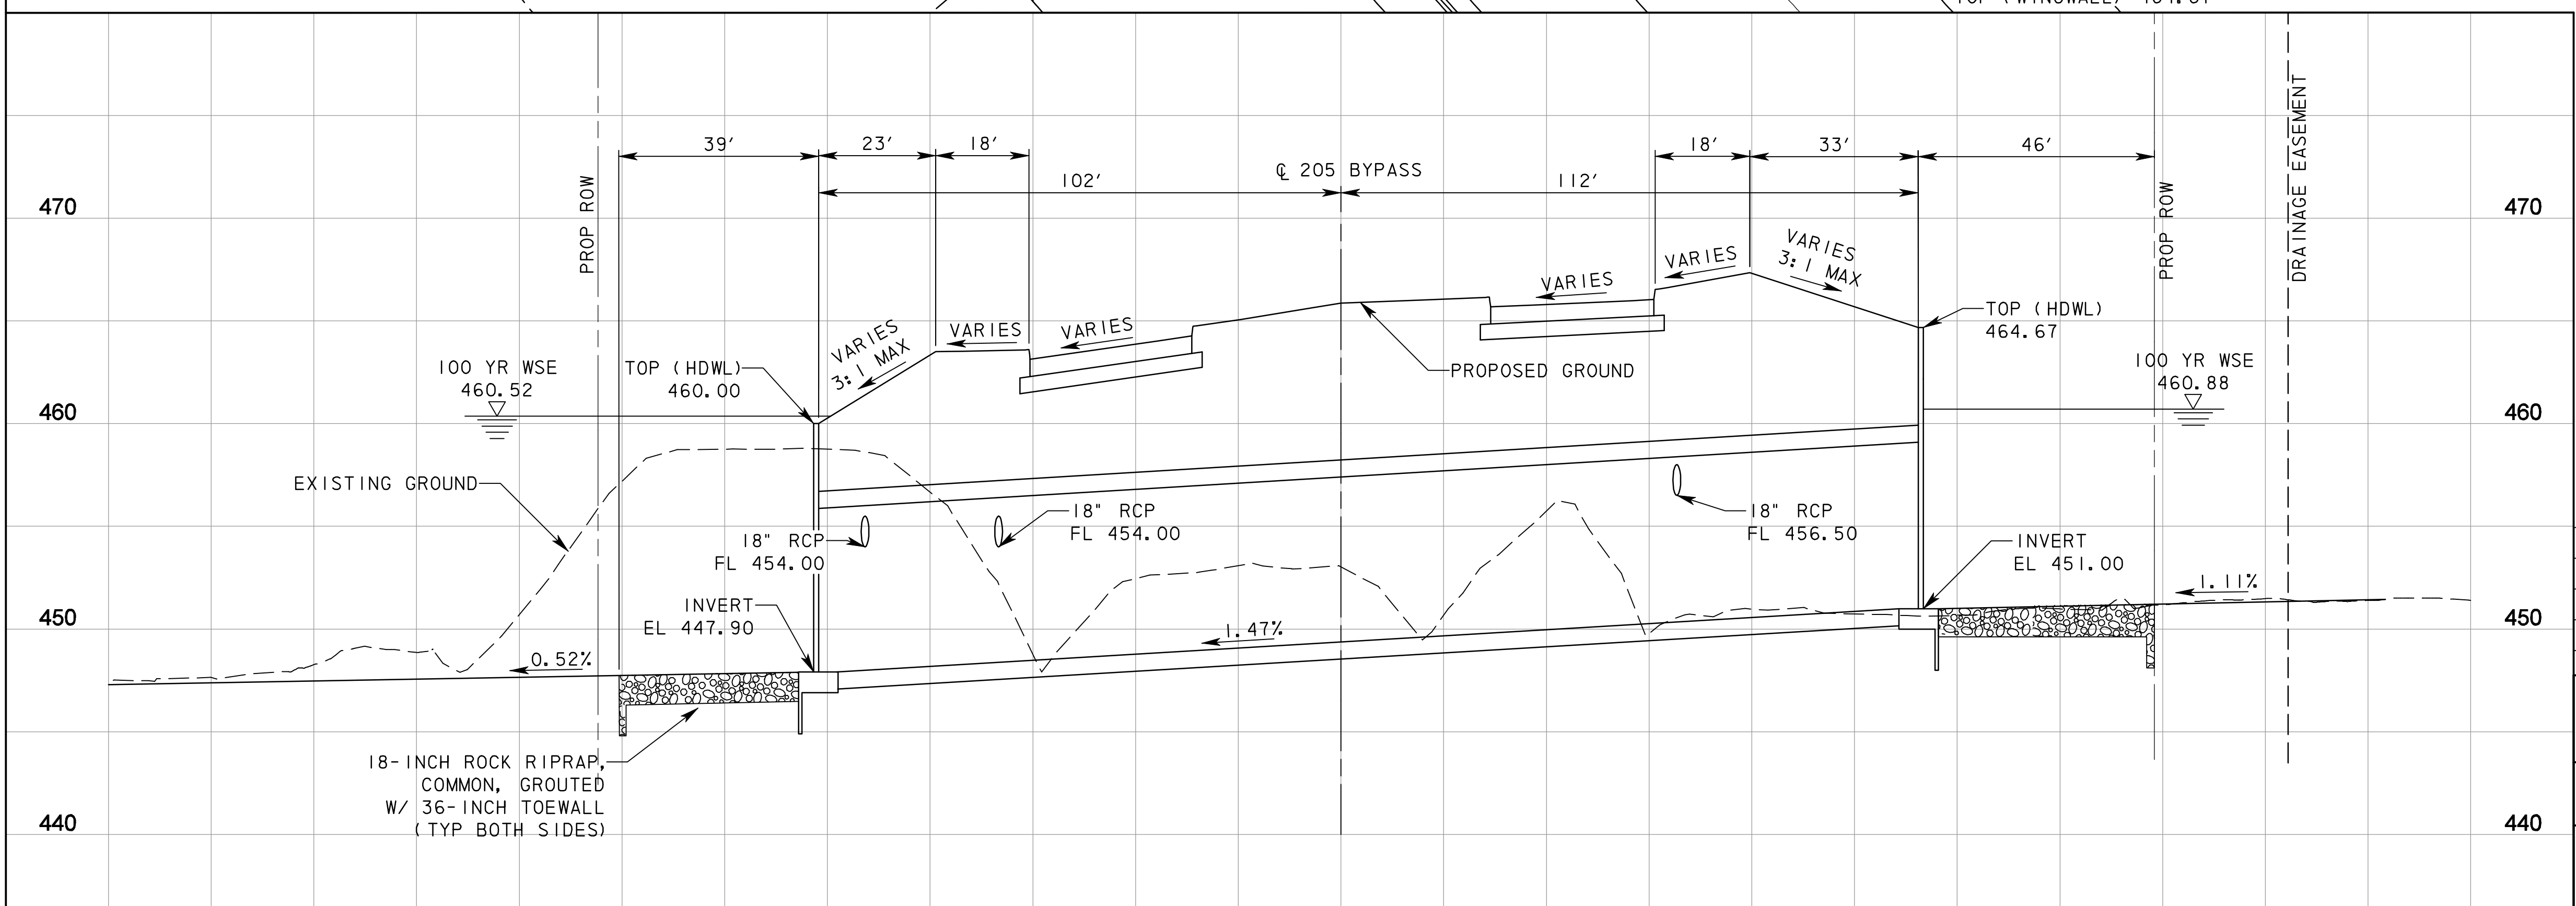 39'
23'
18'
18'
33'
46'
102'
℄ 205 BYPASS
112'
PROP ROW
PROP ROW
DRAINAGE EASEMENT
470
470
VARIES
3:1 MAX
VARIES
VARIES
VARIES
VARIES
VARIES
3:1 MAX
TOP (HDWL)
464.67
100 YR WSE
460.52
TOP (HDWL)
460.00
PROPOSED GROUND
100 YR WSE
460.88
460
460
EXISTING GROUND
18" RCP
FL 454.00
18" RCP
FL 454.00
18" RCP
FL 456.50
INVERT
EL 451.00
INVERT
EL 447.90
1.11%
1.47%
0.52%
450
450
18-INCH ROCK RIPRAP,
COMMON, GROUTED
W/ 36-INCH TOEWALL
(TYP BOTH SIDES)
440
440